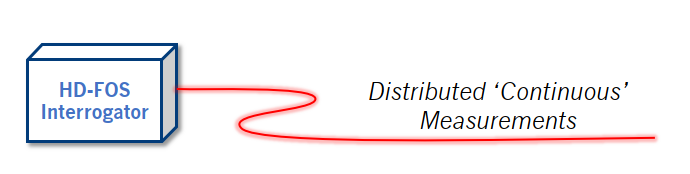 HD-FOS
Interrogator
Distributed ‘Continuous’
Measurements